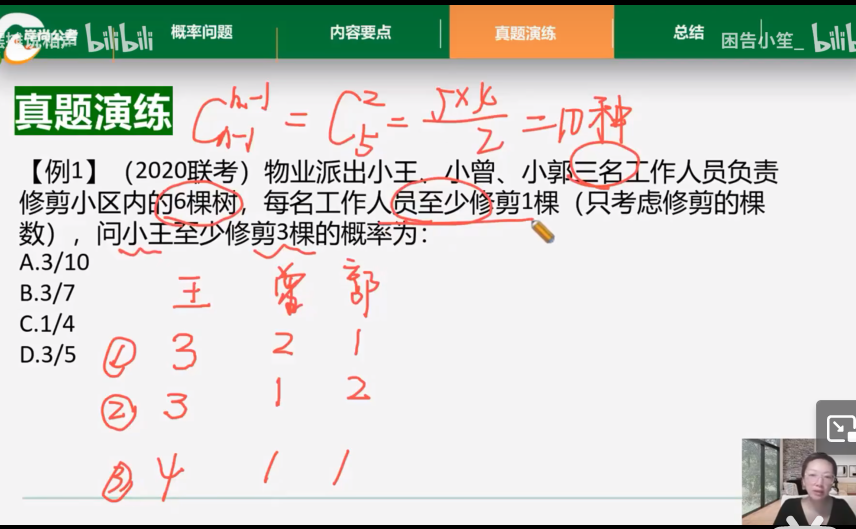 岸尚公考 bilibili 概率问题 内容要点 真题演练 总结 困告小笙_ bilib
真题演练
C_{n-1}^{m-1} = C_5^2 = 5×4/2 = 10种
【例1】（2020联考）物业派出小王、小曾、小郭三名工作人员负责
修剪小区内的6棵树，每名工作人员至少修剪1棵（只考虑修剪的棵
数），问小王至少修剪3棵的概率为：
A.3/10
B.3/7
C.1/4
D.3/5
王 曾 郭
① 3 2 1
② 3 1 2
③ 4 1 1